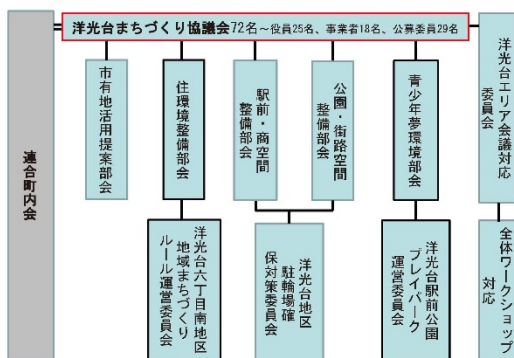 洋光台まちづくり協議会72名～役員25名、事業者18名、公募委員29名
連合町内会
市有地活用提案部会
住環境整備部会
駅前・商空間
整備部会
公園・街路空間
整備部会
青少年夢環境部会
洋光台エリア会議対応
委員会
洋光台六丁目南地区
地域まちづくり
ルール運営委員会
洋光台地区
駐輪場確
保対策委員会
洋光台駅前公園
プレイパーク
運営委員会
全体ワークショップ
対応